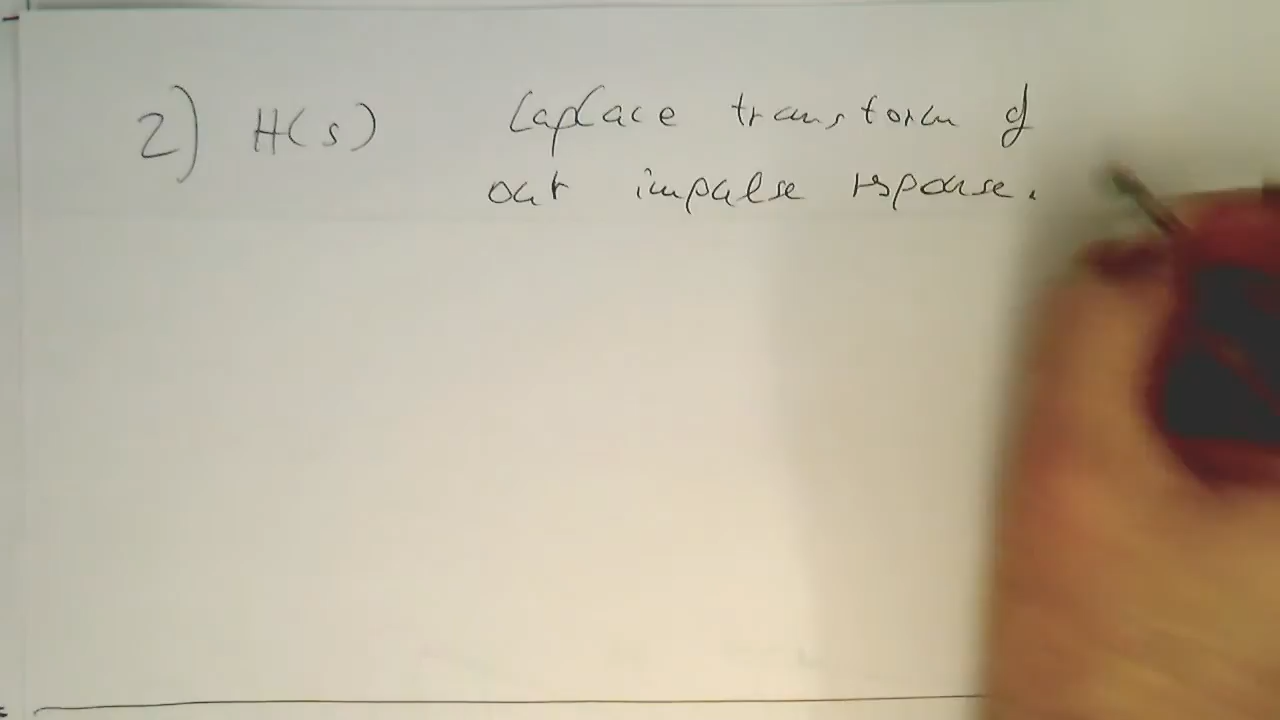 2) H(s) Laplace transform of
our impulse response.